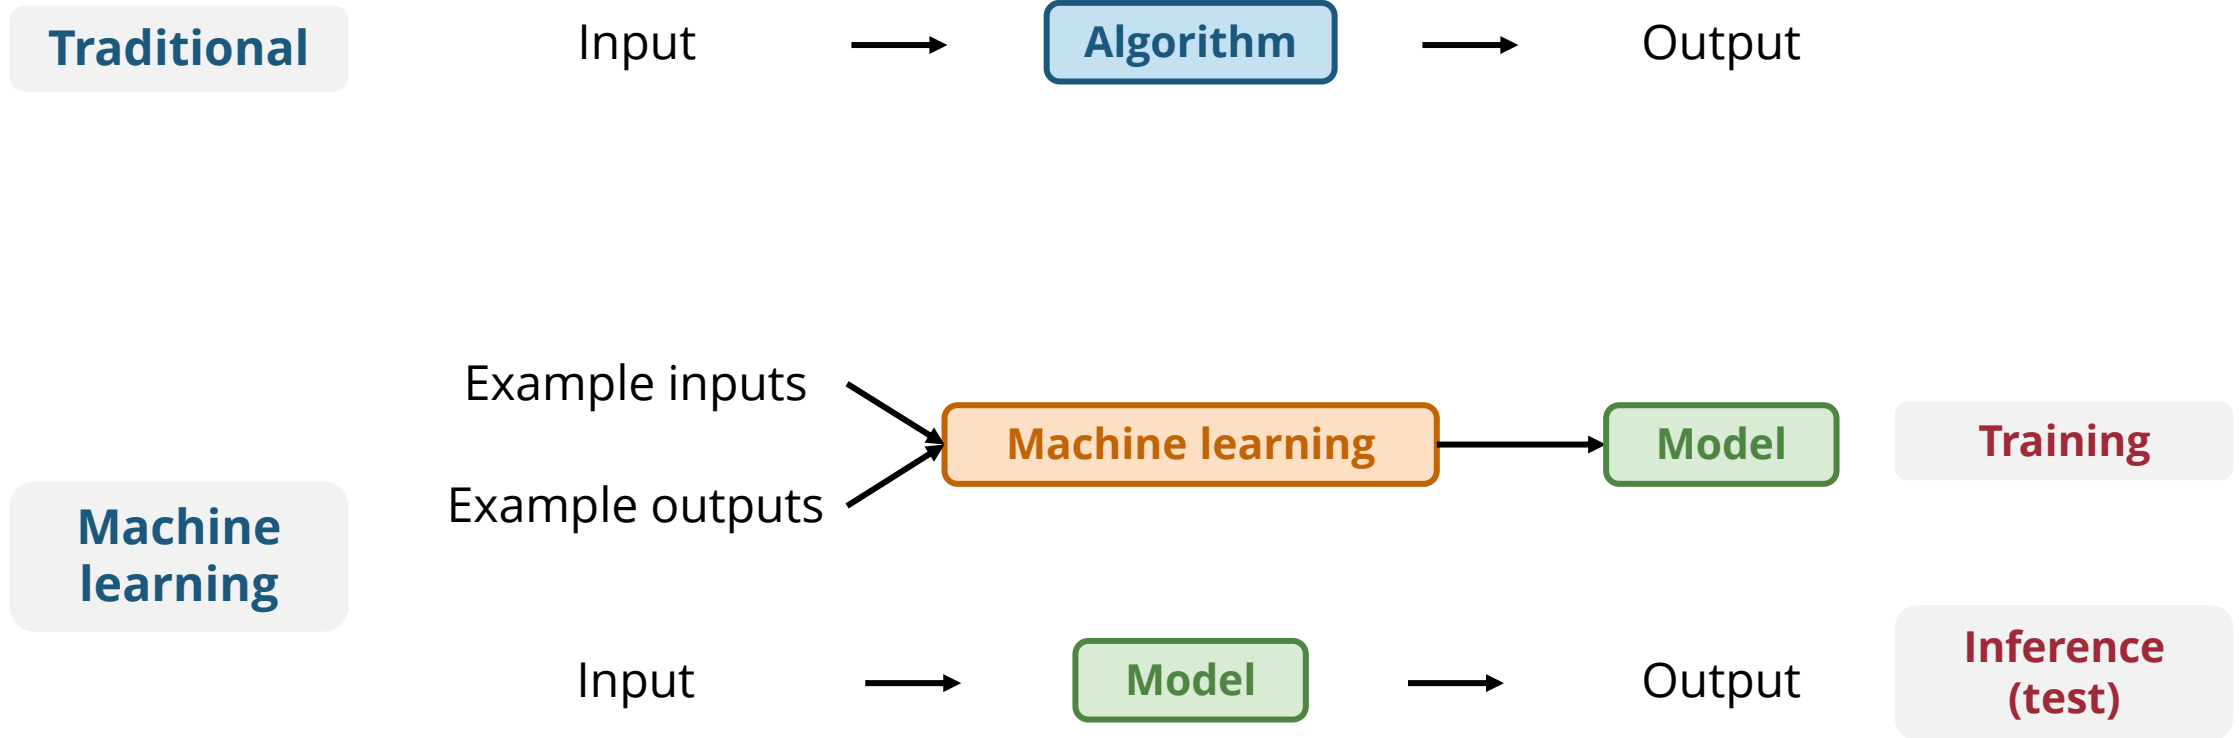 Traditional
Input
Algorithm
Output
Example inputs
Example outputs
Machine learning
Model
Training
Machine
learning
Input
Model
Output
Inference
(test)